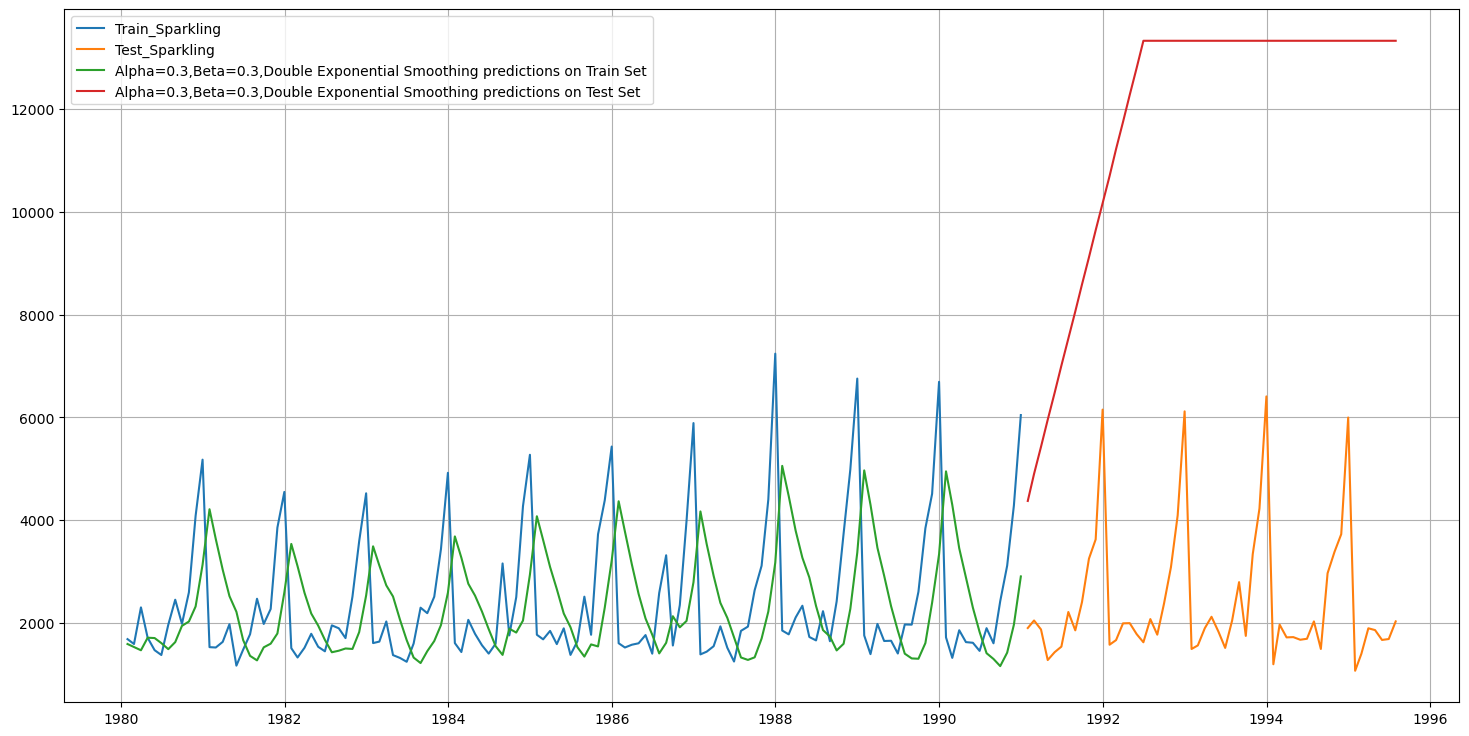 Train_Sparkling
Test_Sparkling
Alpha=0.3,Beta=0.3,Double Exponential Smoothing predictions on Train Set
Alpha=0.3,Beta=0.3,Double Exponential Smoothing predictions on Test Set
12000
10000
8000
6000
4000
2000
1980 1982 1984 1986 1988 1990 1992 1994 1996